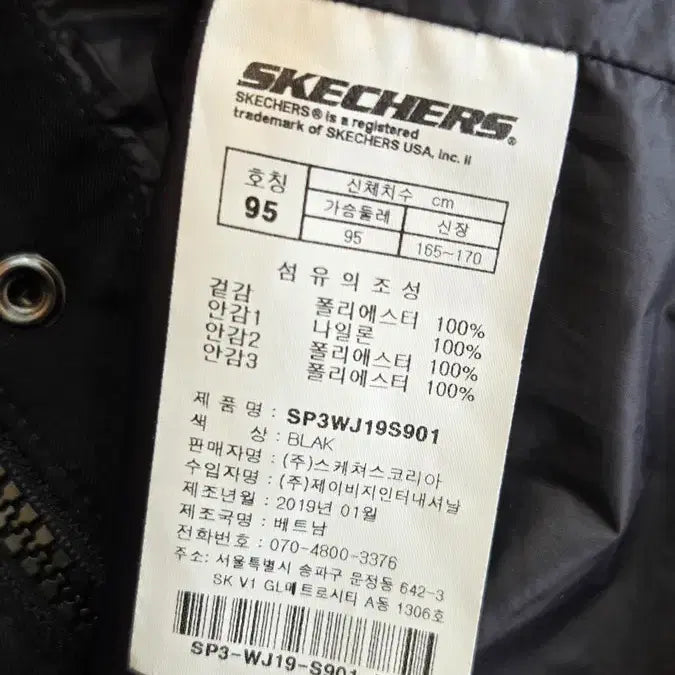 SKECHERS®
SKECHERS® is a registered
trademark of SKECHERS USA, Inc. II
호칭 신체치수 cm
95 가슴둘레 신장
95 165~170
섬유의조성
겉감 폴리에스터 100%
안감1 나일론 100%
안감2 폴리에스터 100%
안감3 폴리에스터 100%
제품명 : SP3WJ19S901
색 상 : BLAK
판매자명 : (주)스케쳐스코리아
수입자명 : (주)제이비지인터내셔날
제조년월 : 2019년 01월
제조국명 : 베트남
전화번호 : 070-4800-3376
주소: 서울특별시 송파구 문정동 642-3
SK V1 GL메트로시티 A동 1306호
SP3-WJ19-S901